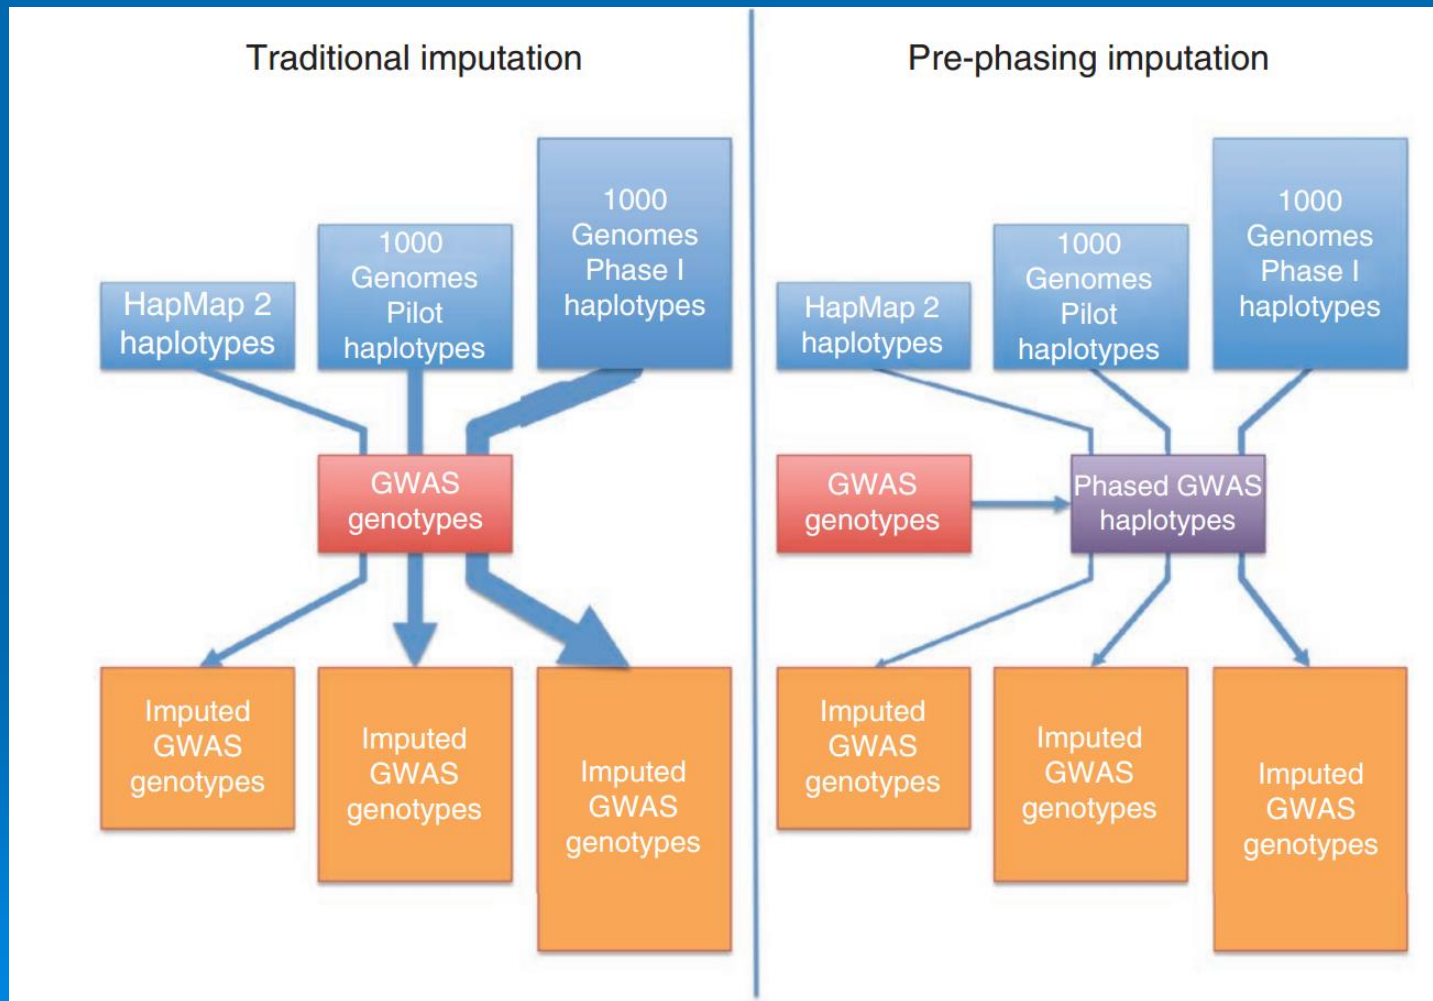 Traditional imputation
HapMap 2
haplotypes
1000
Genomes
Pilot
haplotypes
1000
Genomes
Phase I
haplotypes
GWAS
genotypes
Imputed
GWAS
genotypes
Imputed
GWAS
genotypes
Imputed
GWAS
genotypes
Pre-phasing imputation
HapMap 2
haplotypes
1000
Genomes
Pilot
haplotypes
1000
Genomes
Phase I
haplotypes
GWAS
genotypes
Phased GWAS
haplotypes
Imputed
GWAS
genotypes
Imputed
GWAS
genotypes
Imputed
GWAS
genotypes